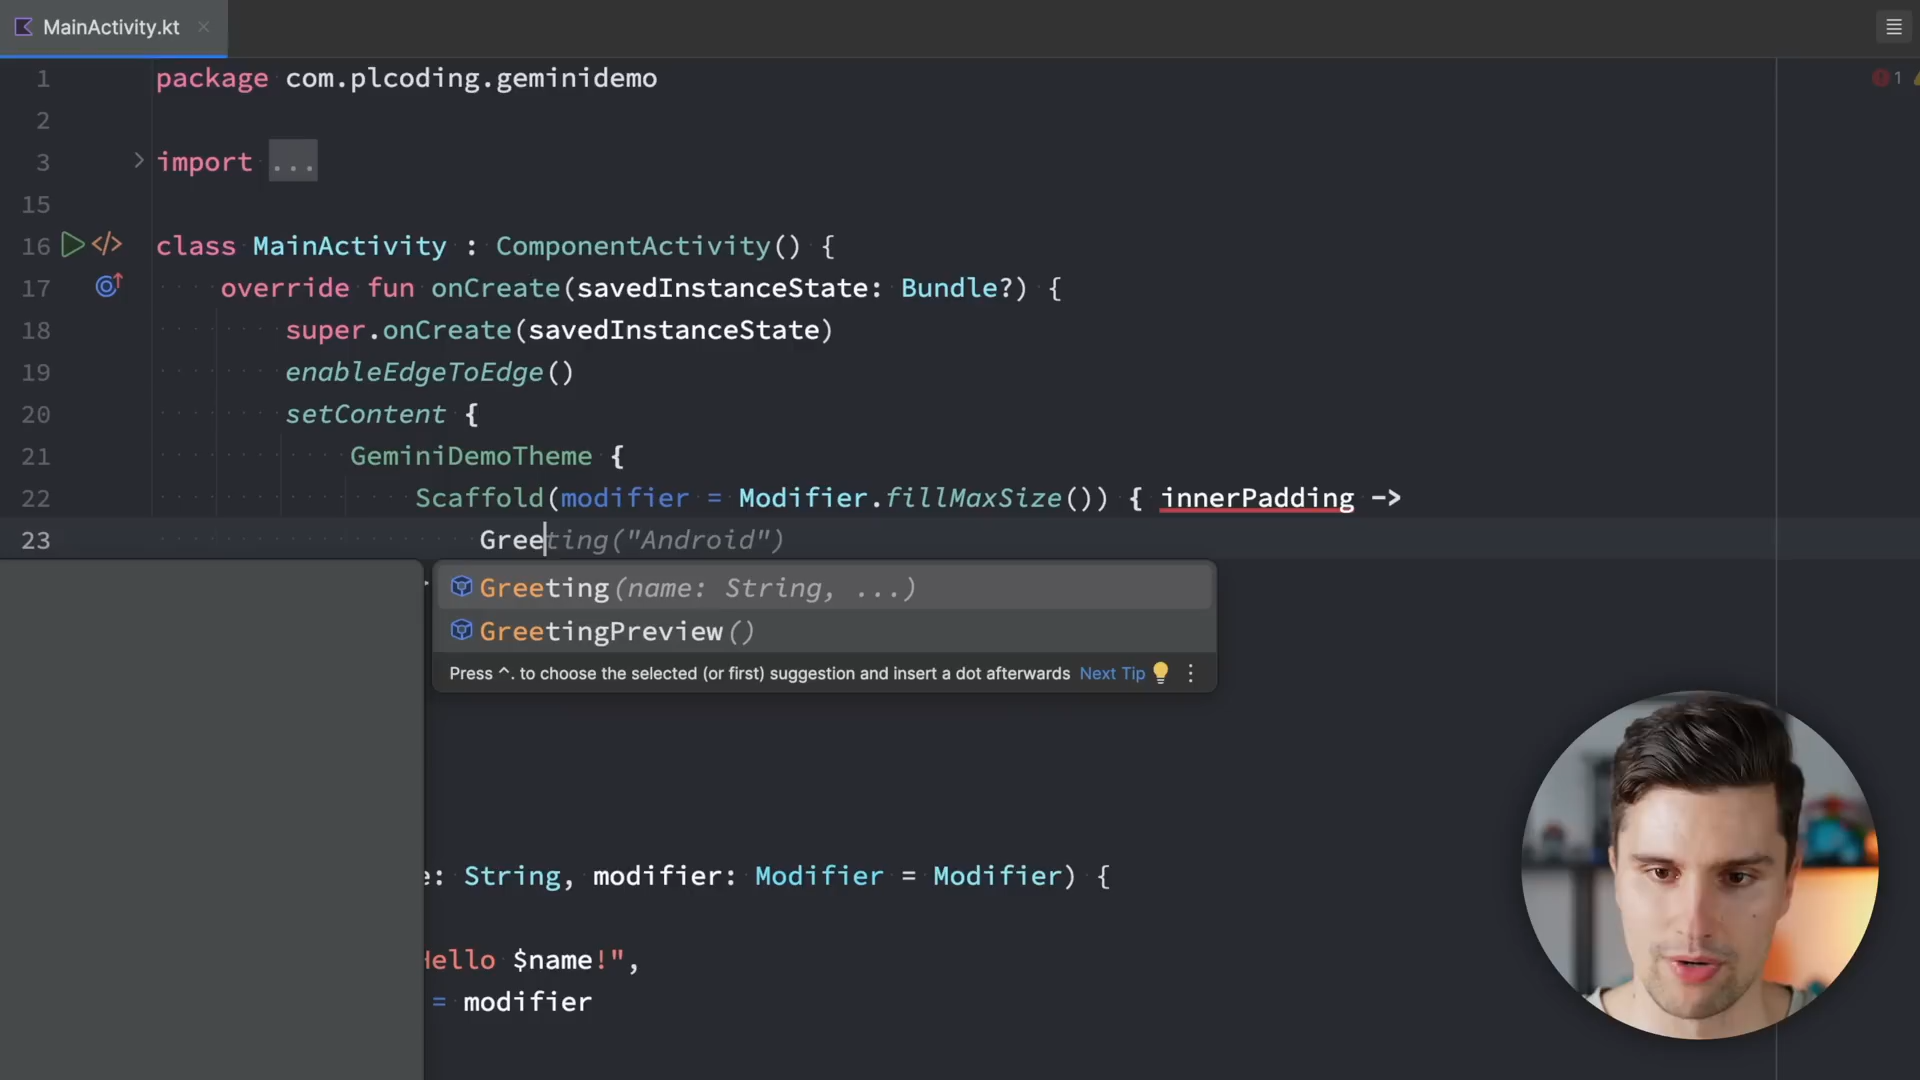 MainActivity.kt
1 package com.plcoding.geminidemo
1
2
3 import ...
15
16 class MainActivity : ComponentActivity() {
17 override fun onCreate(savedInstanceState: Bundle?) {
18 super.onCreate(savedInstanceState)
19 enableEdgeToEdge()
20 setContent {
21 GeminiDemoTheme {
22 Scaffold(modifier = Modifier.fillMaxSize()) { innerPadding ->
23 Greeting("Android")
Greeting(name: String, ...)
GreetingPreview()
Press ^. to choose the selected (or first) suggestion and insert a dot afterwards Next Tip
e: String, modifier: Modifier = Modifier) {
Hello $name!",
= modifier